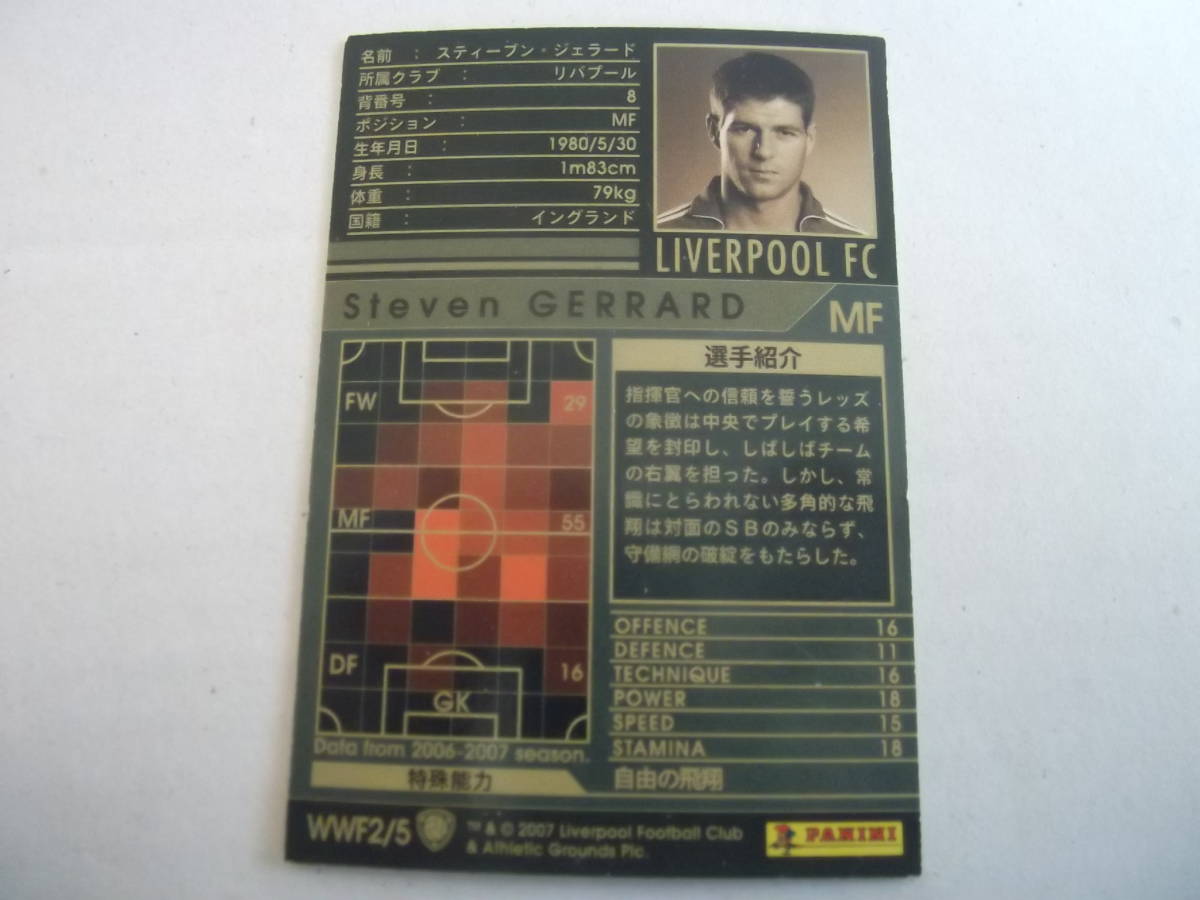 名前 : スティーブン・ジェラード
所属クラブ : リバプール
背番号 : 8
ポジション : MF
生年月日 : 1980/5/30
身長 : 1m83cm
体重 : 79kg
国籍 : イングランド
LIVERPOOL FC
Steven GERRARD
MF
FW 29
MF 55
DF 16
GK
Data from 2006-2007 season.
選手紹介
指揮官への信頼を誓うレッズ
の象徴は中央でプレイする希
望を封印し、しばしばチーム
の右翼を担った。しかし、常
識にとらわれない多角的な飛
翔は対面のSBのみならず、
守備網の破綻をもたらした。
OFFENCE 16
DEFENCE 11
TECHNIQUE 16
POWER 18
SPEED 15
STAMINA 18
特殊能力
自由の飛翔
WWF2/5
™ & © 2007 Liverpool Football Club
& Athletic Grounds Plc.
PANINI